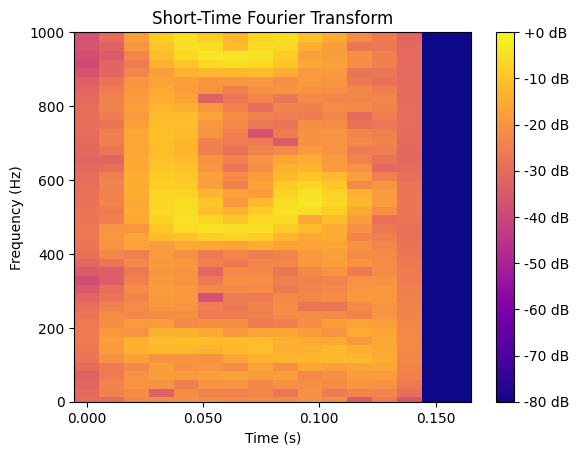 Short-Time Fourier Transform
1000
800
600
400
200
0
Frequency (Hz)
0.000
0.050
0.100
0.150
Time (s)
+0 dB
-10 dB
-20 dB
-30 dB
-40 dB
-50 dB
-60 dB
-70 dB
-80 dB